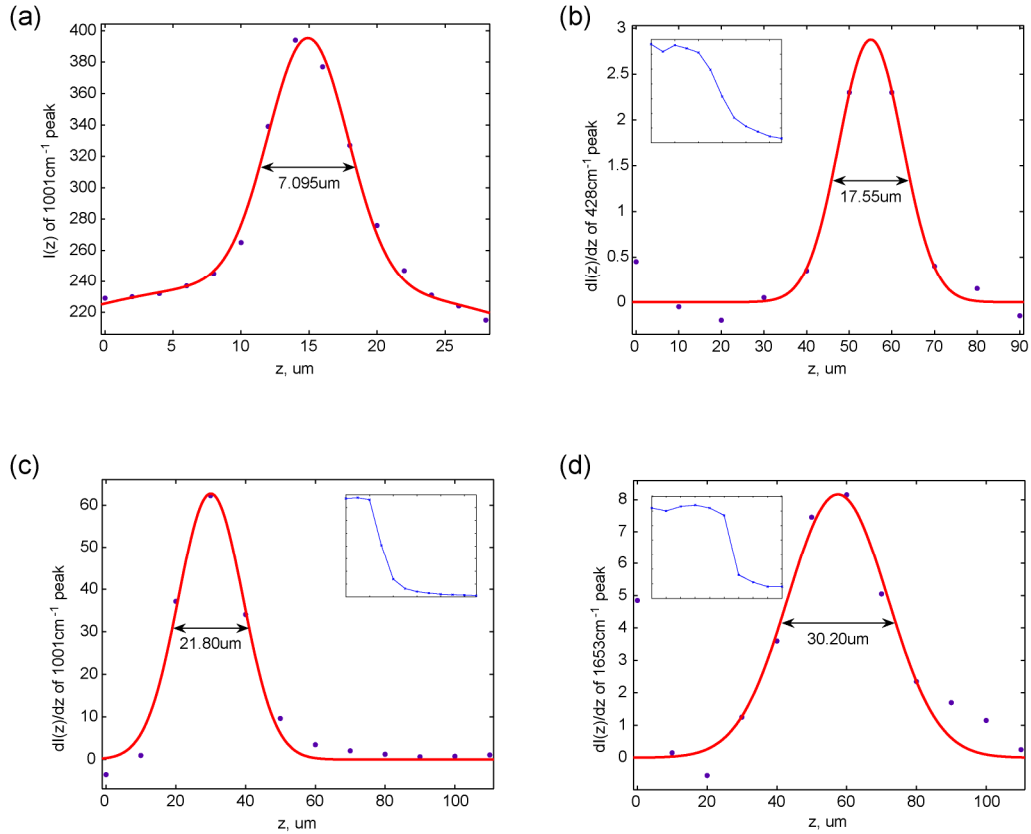 (a)
400
380
360
340
320
300
280
260
240
220
I(z) of 1001cm⁻¹ peak
7.095um
0 5 10 15 20 25
z, um
(b)
3
2.5
2
1.5
1
0.5
0
dI(z)/dz of 428cm⁻¹ peak
17.55um
0 10 20 30 40 50 60 70 80 90
z, um
(c)
60
50
40
30
20
10
0
dI(z)/dz of 1001cm⁻¹ peak
21.80um
0 20 40 60 80 100
z, um
(d)
8
7
6
5
4
3
2
1
0
dI(z)/dz of 1653cm⁻¹ peak
30.20um
0 20 40 60 80 100
z, um